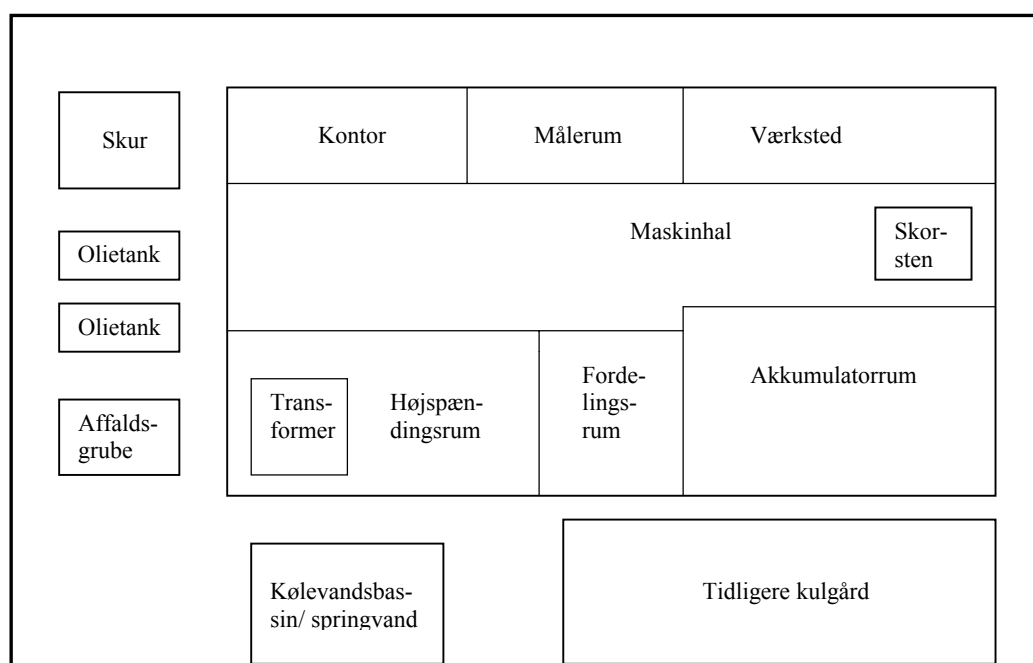 Skur
Kontor
Målerum
Værksted
Olietank
Olietank
Affalds-
grube
Maskinhal
Skor-
sten
Trans-
former
Højspæn-
dingsrum
Forde-
lings-
rum
Akkumulatorrum
Kølevandsbas-
sin/ springvand
Tidligere kulgård